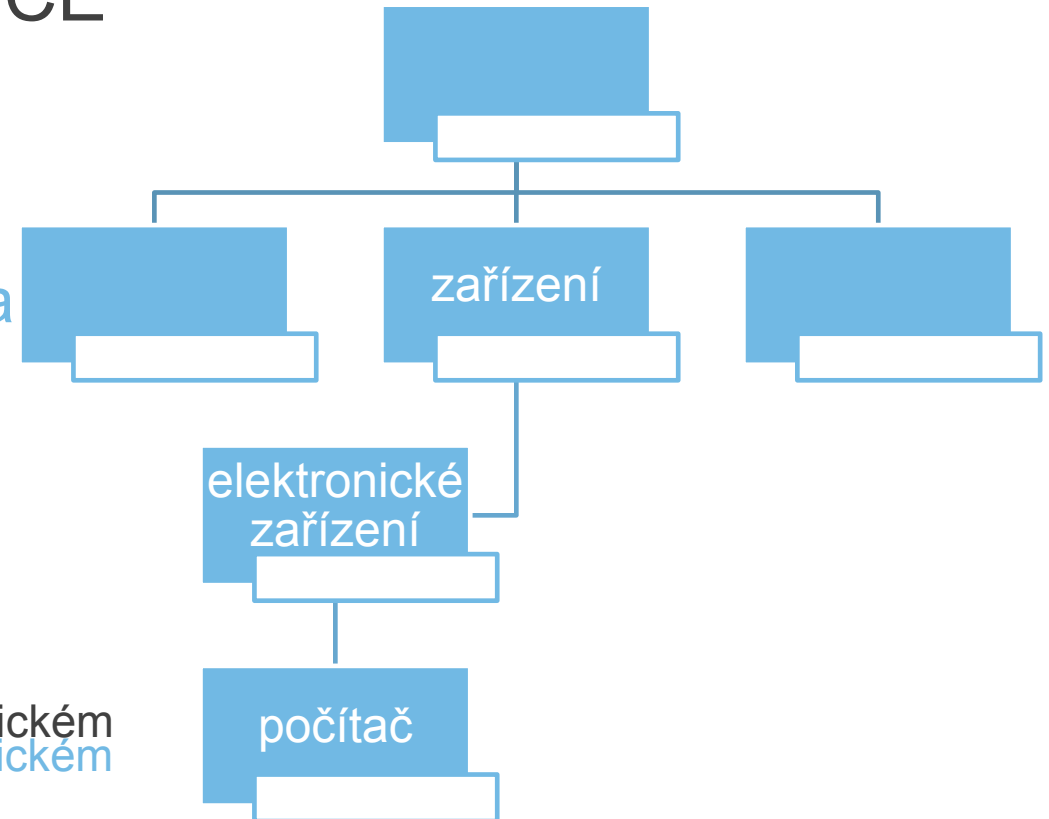 CE
zařízení
a
elektronické
zařízení
ickém
ickém
počítač